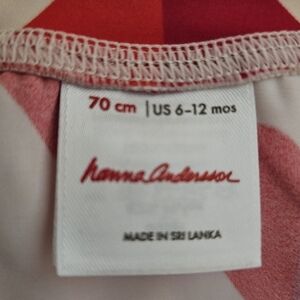 70 cm | US 6-12 mos
hanna andersson
MADE IN SRI LANKA